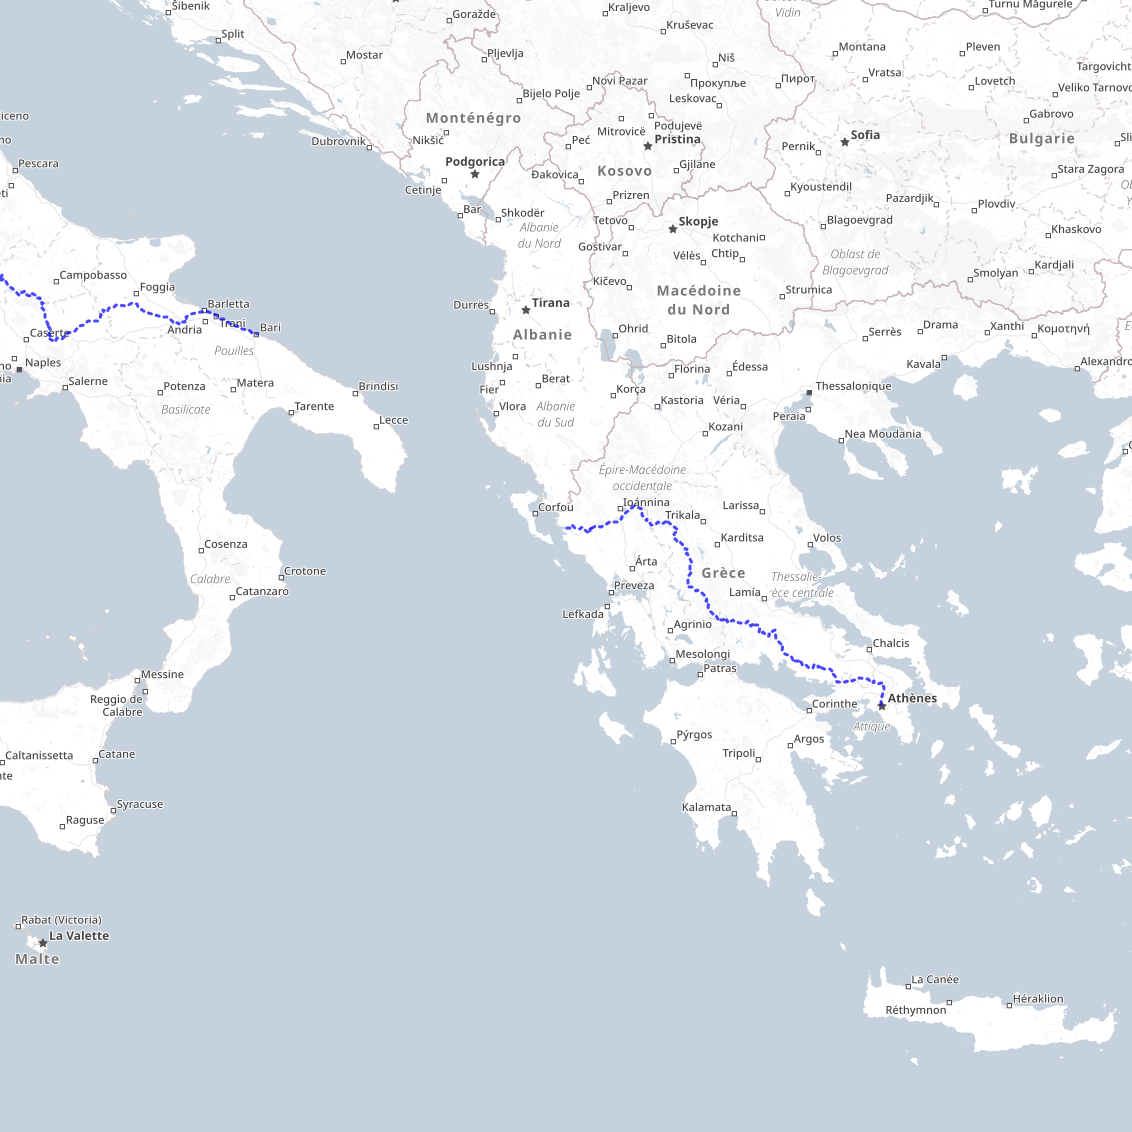 Šibenik
Goražde
Kraljevo
Vidin
Turnu Măgurele
Split
Kruševac
Mostar
Pljevlja
Niš
Montana
Pleven
Прокупље
Пирот
Vratsa
Lovetch
Targovicht
Novi Pazar
Bijelo Polje
Leskovac
Veliko Tarnovo
iceno
Monténégro
Mitrovicë
Podujevë
Gabrovo
Nikšić
Dubrovnik
Peć
Pristina
Sofia
Pernik
Bulgarie
Sli
no
Pescara
Podgorica
Kosovo
Gjilane
Stara Zagora
Cetinje
Đakovica
Kyoustendil
eti
Prizren
Pazardjik
Plovdiv
Bar
Shkodër
Tetovo
Skopje
Blagoevgrad
Khaskovo
Albanie
du Nord
Gostivar
Kotchani
Vélès
Chtip
Oblast de
Blagoevgrad
Kardjali
Smolyan
Campobasso
Foggia
Kičevo
Macédoine
du Nord
Strumica
Barletta
Durrës
Tirana
Trani
Andria
Bari
Caserte
Albanie
Ohrid
Bitola
Serrès
Drama
Xanthi
Κομοτηνή
Pouilles
Naples
Lushnja
Florina
Édessa
Kavala
Alexandro
no
nia
Salerne
Potenza
Matera
Brindisi
Fier
Berat
Korça
Thessalonique
Basilicate
Tarente
Vlora
Albanie
du Sud
Kastoria
Véria
Peraia
Lecce
Kozani
Nea Moudania
Épire-Macédoine
occidentale
Corfou
Ioánnina
Trikala
Larissa
Cosenza
Karditsa
Volos
Calabre
Crotone
Catanzaro
Árta
Grèce
Thessalie-
èce centrale
Preveza
Lamía
Lefkada
Agrinio
Chalcis
Mesolongi
Patras
Messine
Reggio de
Calabre
Corinthe
Athènes
Attique
Caltanissetta
Catane
Pýrgos
Argos
Tripoli
nte
Syracuse
Raguse
Kalamata
Rabat (Victoria)
La Valette
Malte
La Canée
Réthymnon
Héraklion